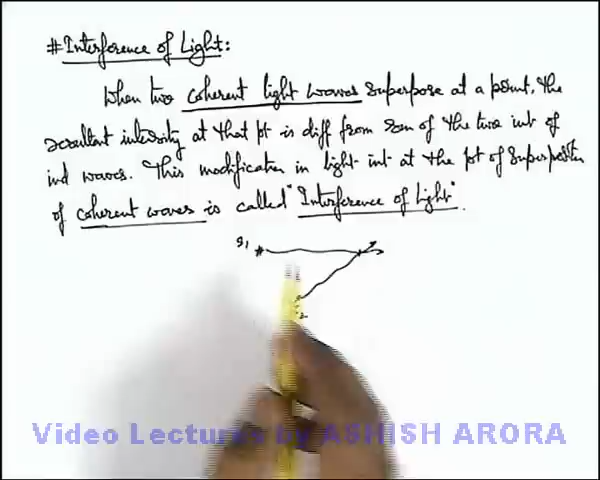 # Interference of Light:
When two coherent light waves superpose at a point, the
resultant intensity at that pt is diff from sum of the two int of
ind waves. This modification in light int at the pt of superposition
of coherent waves is called "Interference of Light".
S1
2
Video Lectures by ASHISH ARORA